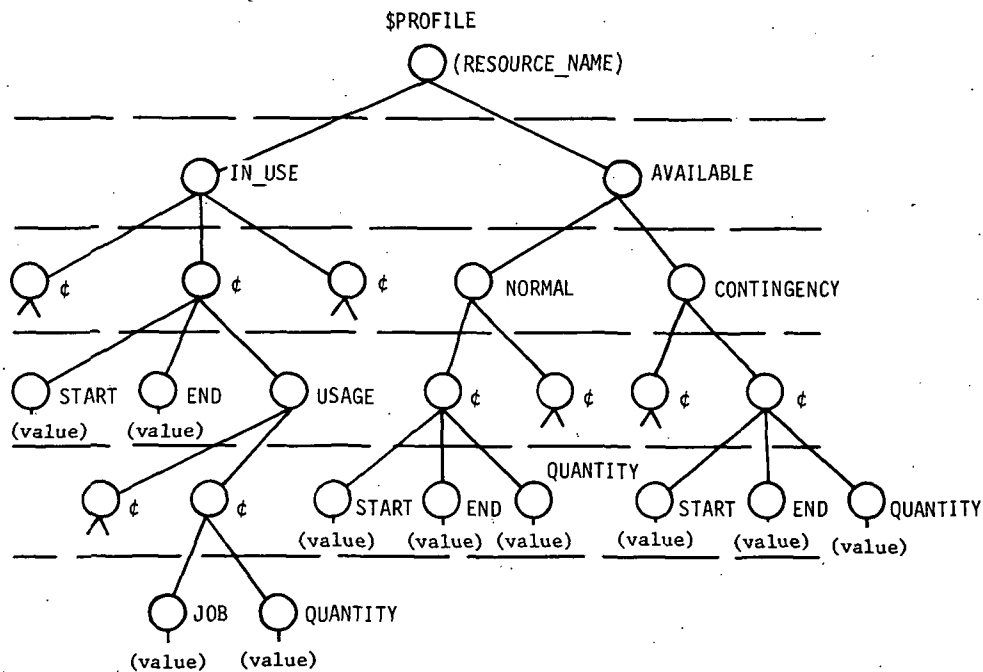 $PROFILE
(RESOURCE_NAME)
IN_USE
AVAILABLE
¢ ¢ ¢ NORMAL CONTINGENCY
START END USAGE ¢ ¢ ¢ ¢
(value) (value)
QUANTITY
¢ ¢ START END START END QUANTITY
(value) (value) (value) (value) (value) (value)
JOB QUANTITY
(value) (value)